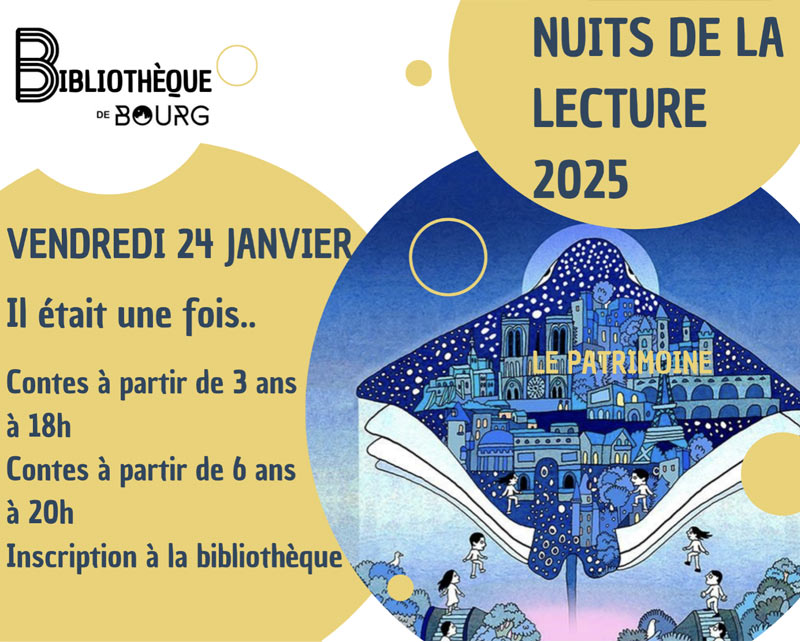 BIBLIOTHÈQUE
DE BOURG
NUITS DE LA
LECTURE
2025
VENDREDI 24 JANVIER
Il était une fois..
Contes à partir de 3 ans
à 18h
Contes à partir de 6 ans
à 20h
Inscription à la bibliothèque
LE PATRIMOINE